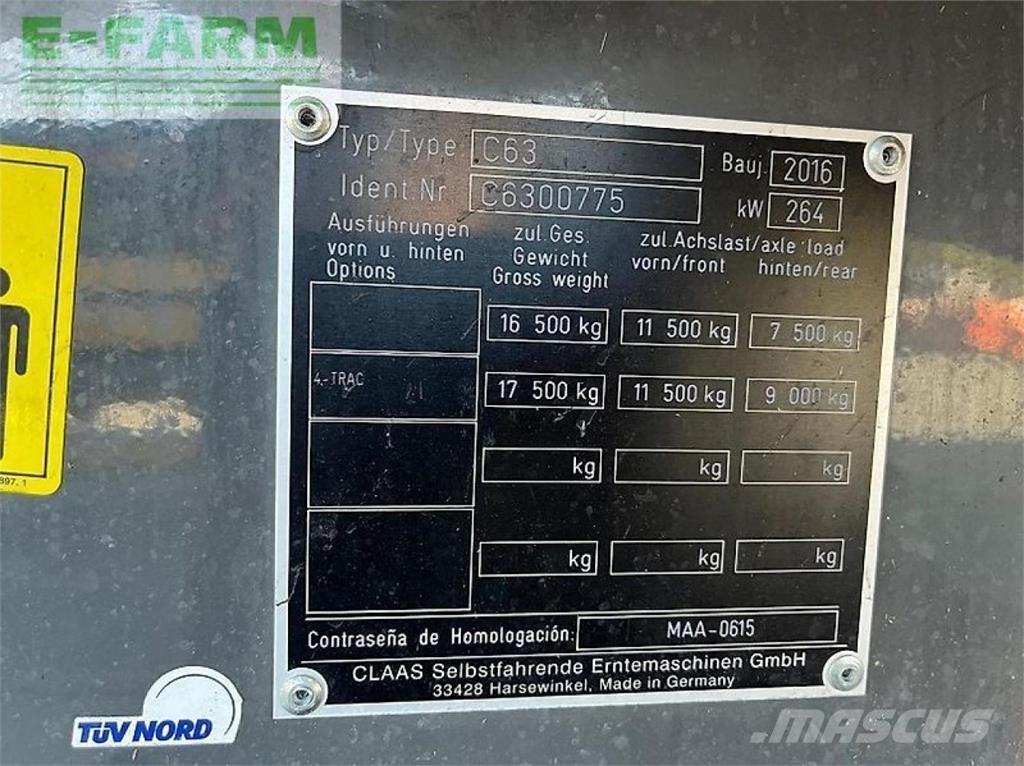 E-FARM
Typ/Type C63 Bauj. 2016
Ident.Nr C6300775 kW 264
Ausführungen vorn u. hinten Options
zul.Ges. Gewicht Gross weight
zul.Achslast/axle load
vorn/front hinten/rear
16 500 kg 11 500 kg 7 500 kg
4.-TRAC 17 500 kg 11 500 kg 9 000 kg
kg kg kg
kg kg kg
Contraseña de Homologación: MAA-0615
CLAAS Selbstfahrende Erntemaschinen GmbH
33428 Harsewinkel, Made in Germany
897.1
TÜV NORD
MASCUS